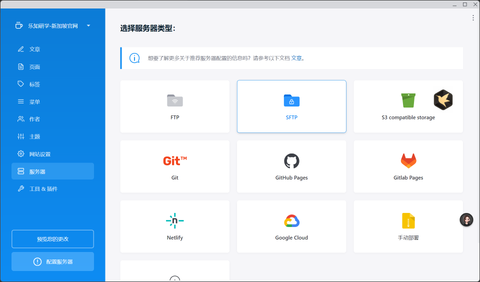 乐知研学-新加坡官网
文章
页面
标签
菜单
作者
主题
网站设置
服务器
工具 & 插件
预览您的更改
配置服务器
选择服务器类型:
想要了解更多关于推荐服务器配置的信息吗? 请参考以下文档 文章。
FTP
SFTP
S3 compatible storage
Git™
Git
GitHub Pages
Gitlab Pages
n
Netlify
Google Cloud
手动部署